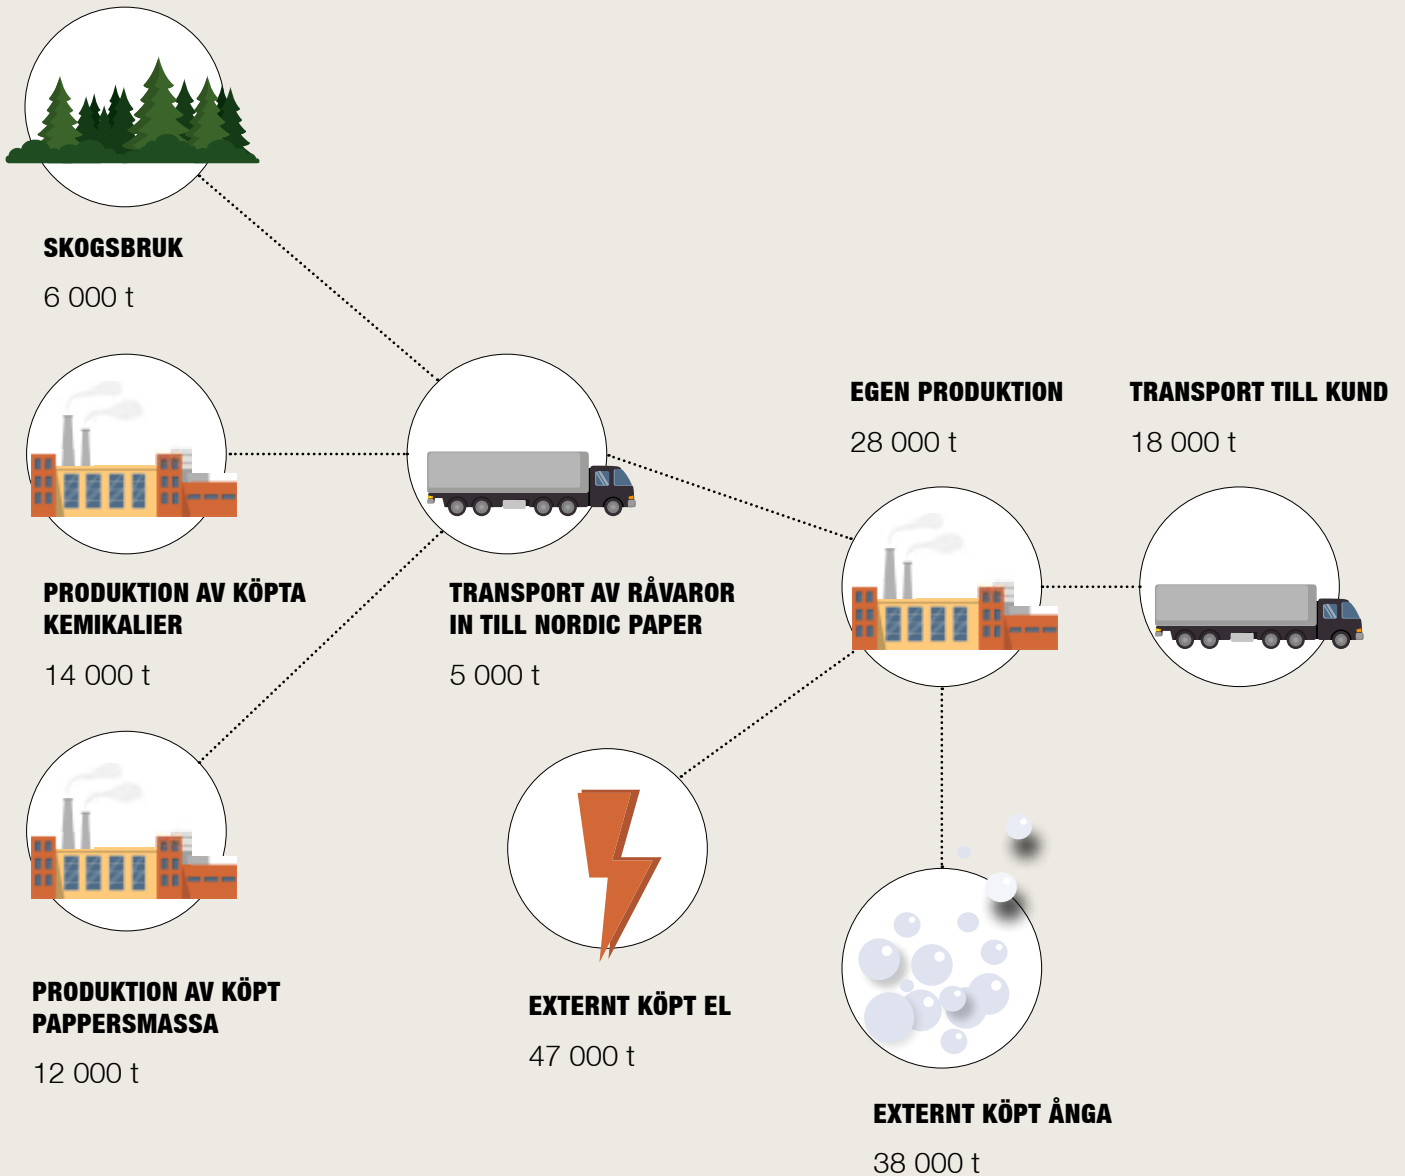 SKOGSBRUK
6 000 t
PRODUKTION AV KÖPTA
KEMIKALIER
14 000 t
PRODUKTION AV KÖPT
PAPPERSMASSA
12 000 t
TRANSPORT AV RÅVAROR
IN TILL NORDIC PAPER
5 000 t
EXTERNT KÖPT EL
47 000 t
EGEN PRODUKTION
28 000 t
EXTERNT KÖPT ÅNGA
38 000 t
TRANSPORT TILL KUND
18 000 t